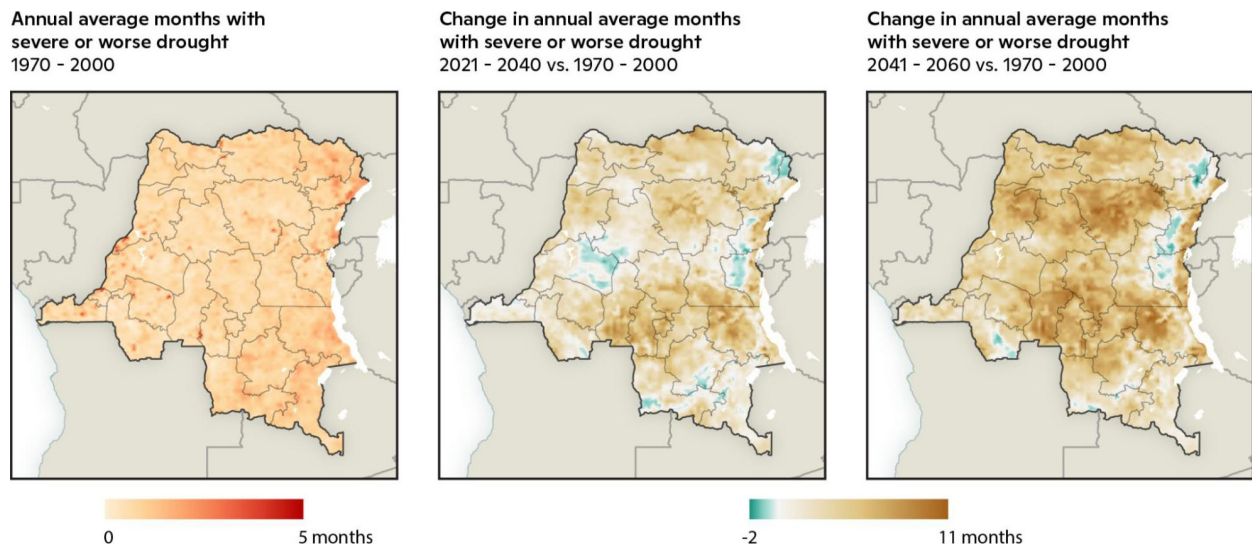 Annual average months with
severe or worse drought
1970 - 2000
Change in annual average months
with severe or worse drought
2021 - 2040 vs. 1970 - 2000
Change in annual average months
with severe or worse drought
2041 - 2060 vs. 1970 - 2000
0 5 months
-2 11 months